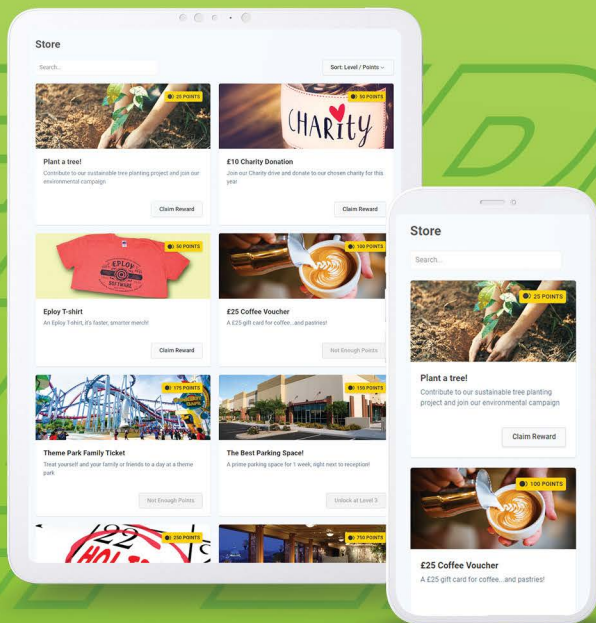 Store
Search...
Sort: Level / Points
25 POINTS
50 POINTS
CHARITY
Plant a tree!
Contribute to our sustainable tree planting project and join our
environmental campaign
Claim Reward
£10 Charity Donation
Join our Charity drive and donate to our chosen charity for this
year
Claim Reward
50 POINTS
100 POINTS
EPLOY
SOFTWARE
Eploy T-shirt
An Eploy T-shirt, it's faster, smarter merch!
Claim Reward
£25 Coffee Voucher
A £25 gift card for coffee...and pastries!
Not Enough Points
175 POINTS
Theme Park Family Ticket
Treat yourself and your family or friends to a day at a theme
park
Not Enough Points
The Best Parking Space!
A prime parking space for 1 week, right next to reception!
Unlock at Level 3
250 POINTS
750 POINTS
Store
Search...
25 POINTS
Plant a tree!
Contribute to our sustainable tree planting
project and join our environmental campaign
Claim Reward
100 POINTS
£25 Coffee Voucher
A £25 gift card for coffee...and pastries!